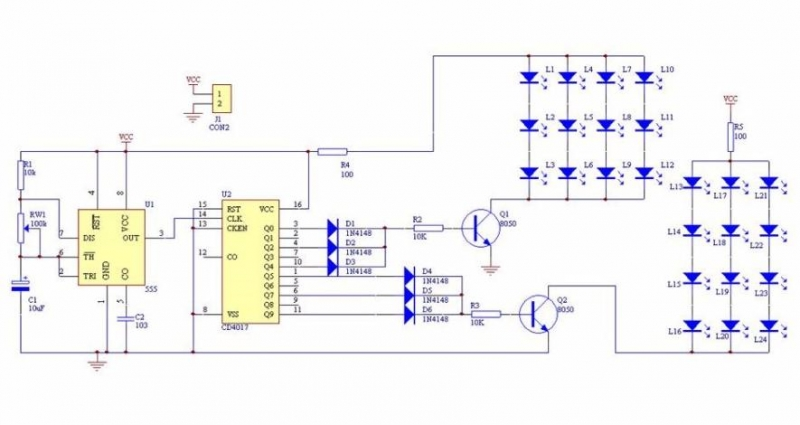 VCC
1
2
J1
CON2
VCC
R1
10k
RW1
100k
C1
10uF
4
8
U1
RST
VCC
7
DIS
OUT
3
6
TH
2
TRI
GND
CO
555
1
5
C2
103
R4
100
U2
15
RST
VCC
16
14
CLK
13
CKEN
Q0
3
Q1
2
Q2
4
12
CO
Q3
7
Q4
10
Q5
1
Q6
5
Q7
6
Q8
9
8
VSS
Q9
11
CD4017
D1
1N4148
D2
1N4148
D3
1N4148
D4
1N4148
D5
1N4148
D6
1N4148
R2
10K
R3
10K
Q1
8050
Q2
8050
L1
L4
L7
L10
L2
L5
L8
L11
L3
L6
L9
L12
VCC
R5
100
L13
L17
L21
L14
L18
L22
L15
L19
L23
L16
L20
L24